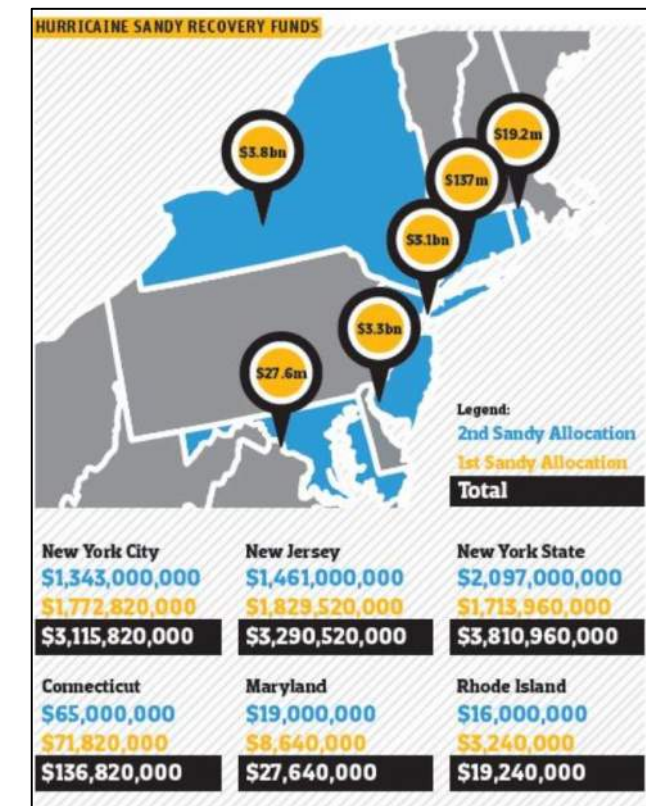 HURRICAINE SANDY RECOVERY FUNDS
$19.2m
$3.8bn
$137m
$3.1bn
$3.3bn
$27.6m
Legend:
2nd Sandy Allocation
1st Sandy Allocation
Total
New York City
$1,343,000,000
$1,772,820,000
$3,115,820,000
New Jersey
$1,461,000,000
$1,829,520,000
$3,290,520,000
New York State
$2,097,000,000
$1,713,960,000
$3,810,960,000
Connecticut
$65,000,000
$71,820,000
$136,820,000
Maryland
$19,000,000
$8,640,000
$27,640,000
Rhode Island
$16,000,000
$3,240,000
$19,240,000